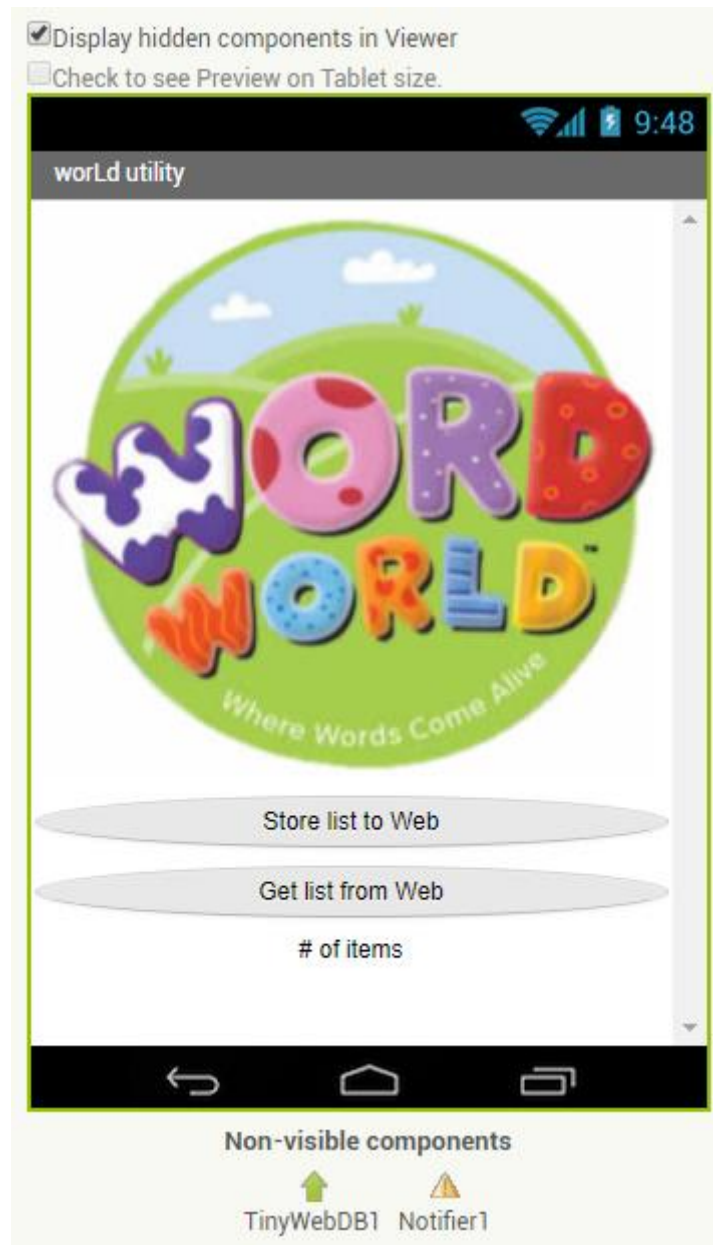 Display hidden components in Viewer
Check to see Preview on Tablet size.
9:48
worLd utility
WORD
WORLD™
Where Words Come Alive
Store list to Web
Get list from Web
# of items
Non-visible components
TinyWebDB1 Notifier1